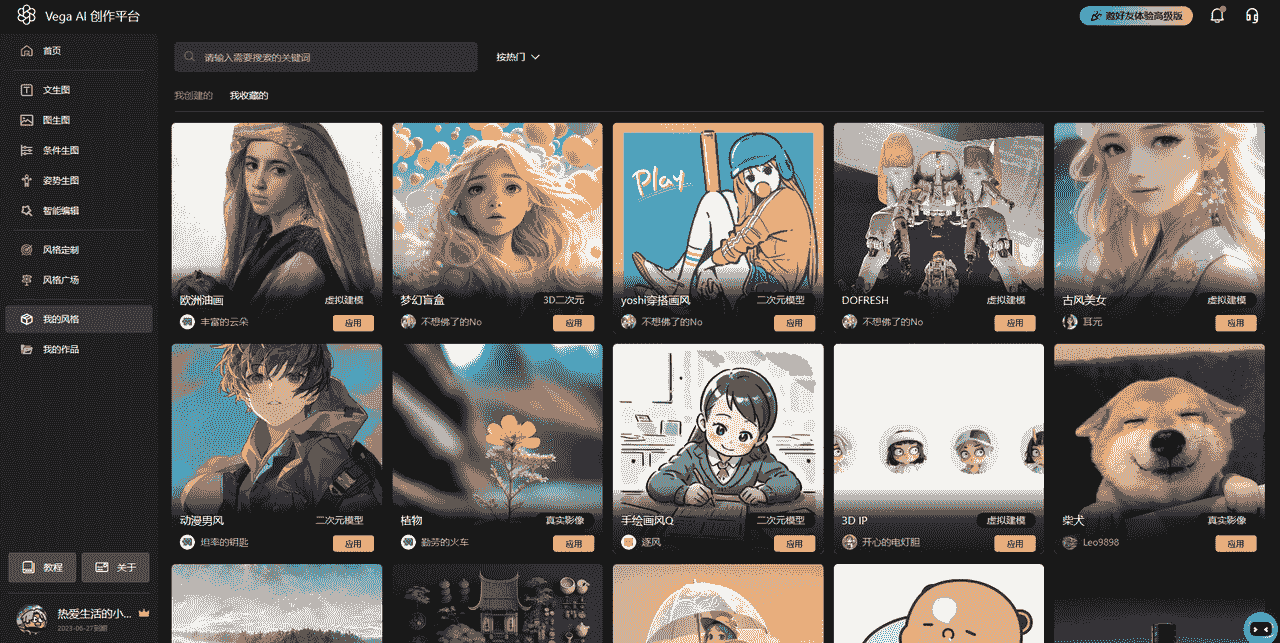 Vega AI 创作平台
邀好友体验高级版
首页
文生图
图生图
条件生图
姿势生图
智能编辑
风格定制
风格广场
我的风格
我的作品
教程
关于
热爱生活的小...
2023-06-27到期
请输入需要搜索的关键词
按热门
我创建的
我收藏的
欧洲油画
虚拟建模
丰富的云朵
应用
梦幻盲盒
3D二次元
不想佛了的No
应用
Play
yoshi穿搭画风
二次元模型
不想佛了的No
应用
DOFRESH
虚拟建模
不想佛了的No
应用
古风美女
虚拟建模
耳元
应用
动漫男风
二次元模型
坦率的钥匙
应用
植物
真实影像
勤劳的火车
应用
手绘画风Q
二次元模型
逐风
应用
3D IP
虚拟建模
开心的电灯胆
应用
柴犬
真实影像
Leo9898
应用